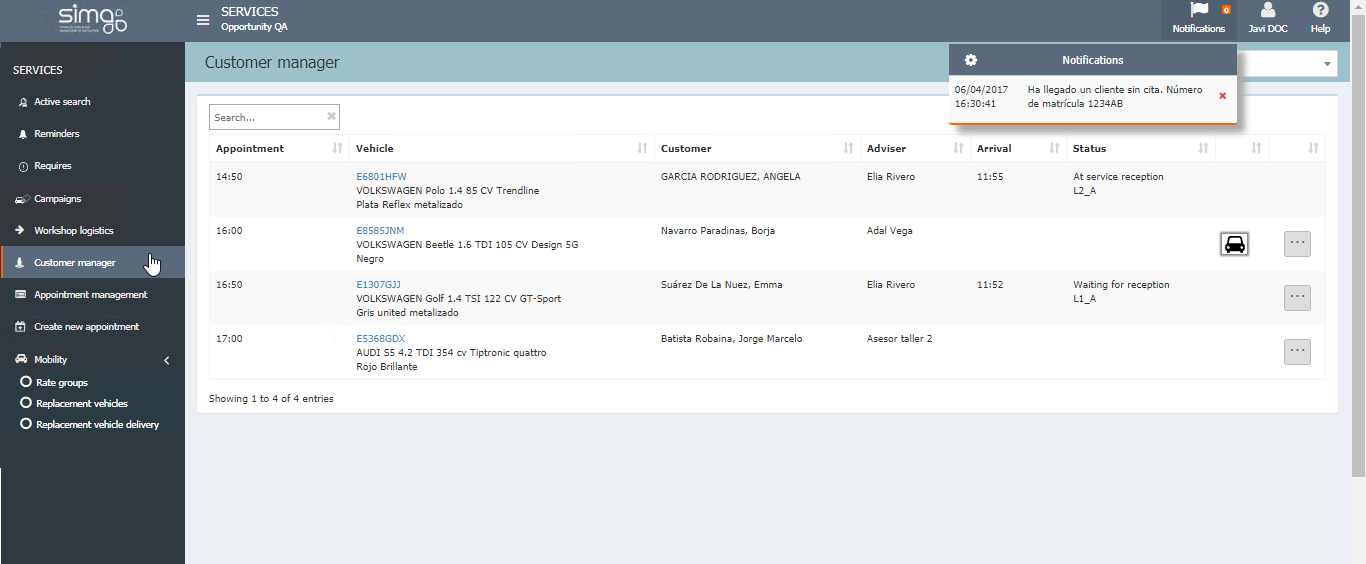 simgo
SERVICES
Opportunity QA
0
Notifications
Javi DOC
Help
SERVICES
Active search
Reminders
Requires
Campaigns
Workshop logistics
Customer manager
Appointment management
Create new appointment
Mobility
Rate groups
Replacement vehicles
Replacement vehicle delivery
Customer manager
Notifications
06/04/2017 Ha llegado un cliente sin cita. Número
16:30:41 de matrícula 1234AB
Search...
Appointment Vehicle Customer Adviser Arrival Status
14:50 E6801HFW GARCIA RODRIGUEZ, ANGELA Elia Rivero 11:55 At service reception
VOLKSWAGEN Polo 1.4 85 CV Trendline L2_A
Plata Reflex metalizado
16:00 E8585JNM Navarro Paradinas, Borja Adal Vega
VOLKSWAGEN Beetle 1.6 TDI 105 CV Design 5G
Negro
16:50 E1307GJJ Suárez De La Nuez, Emma Elia Rivero 11:52 Waiting for reception
VOLKSWAGEN Golf 1.4 TSI 122 CV GT-Sport L1_A
Gris united metalizado
17:00 E5368GDX Batista Robaina, Jorge Marcelo Asesor taller 2
AUDI S5 4.2 TDI 354 cv Tiptronic quattro
Rojo Brillante
Showing 1 to 4 of 4 entries